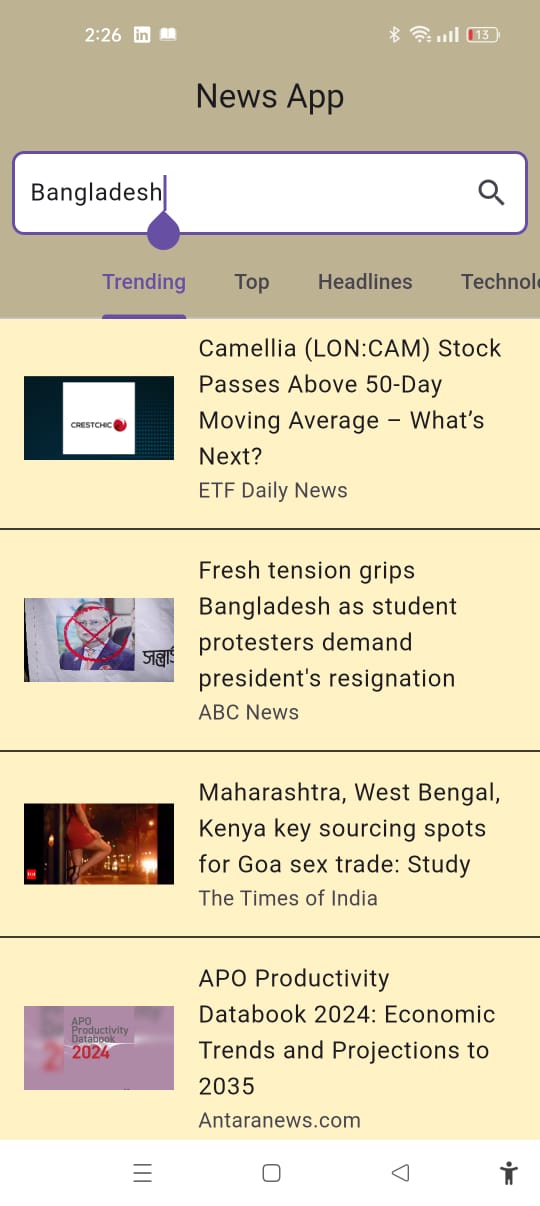 2:26
13
News App
Bangladesh
Trending Top Headlines Technol
Camellia (LON:CAM) Stock
Passes Above 50-Day
Moving Average – What’s
Next?
ETF Daily News
CRESTCHIC
Fresh tension grips
Bangladesh as student
protesters demand
president's resignation
ABC News
Maharashtra, West Bengal,
Kenya key sourcing spots
for Goa sex trade: Study
The Times of India
TOI
APO Productivity
Databook 2024: Economic
Trends and Projections to
2035
Antaranews.com
APO
Productivity
Databook
2024